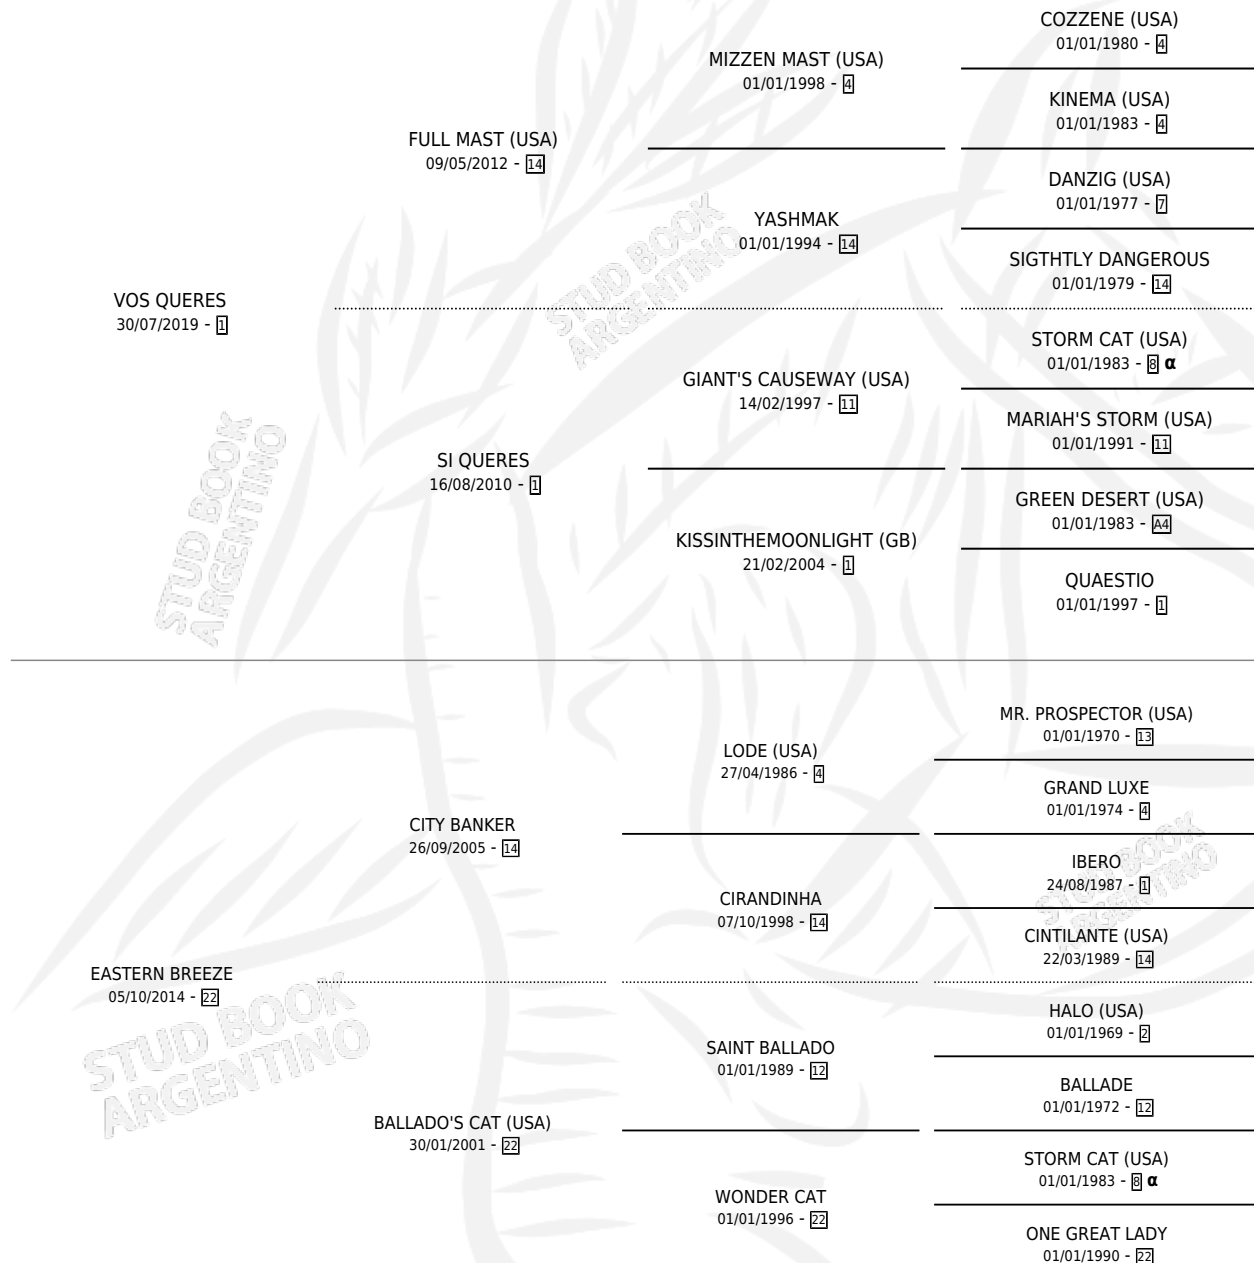 COZZENE (USA)
01/01/1980 - 4
MIZZEN MAST (USA)
01/01/1998 - 4
KINEMA (USA)
01/01/1983 - 4
FULL MAST (USA)
09/05/2012 - 14
DANZIG (USA)
01/01/1977 - 7
YASHMAK
01/01/1994 - 14
SIGTHTLY DANGEROUS
01/01/1979 - 14
VOS QUERES
30/07/2019 - 1
STORM CAT (USA)
01/01/1983 - 8 α
GIANT'S CAUSEWAY (USA)
14/02/1997 - 11
MARIAH'S STORM (USA)
01/01/1991 - 11
SI QUERES
16/08/2010 - 1
GREEN DESERT (USA)
01/01/1983 - A4
KISSINTHEMOONLIGHT (GB)
21/02/2004 - 1
QUAESTIO
01/01/1997 - 1
MR. PROSPECTOR (USA)
01/01/1970 - 13
LODE (USA)
27/04/1986 - 4
GRAND LUXE
01/01/1974 - 4
CITY BANKER
26/09/2005 - 14
IBERO
24/08/1987 - 1
CIRANDINHA
07/10/1998 - 14
CINTILANTE (USA)
22/03/1989 - 14
EASTERN BREEZE
05/10/2014 - 22
HALO (USA)
01/01/1969 - 2
SAINT BALLADO
01/01/1989 - 12
BALLADE
01/01/1972 - 12
BALLADO'S CAT (USA)
30/01/2001 - 22
STORM CAT (USA)
01/01/1983 - 8 α
WONDER CAT
01/01/1996 - 22
ONE GREAT LADY
01/01/1990 - 22
STUD BOOK
ARGENTINO
STUD BOOK
ARGENTINO
STUD BOOK
ARGENTINO
STUD BOOK
ARGENTINO